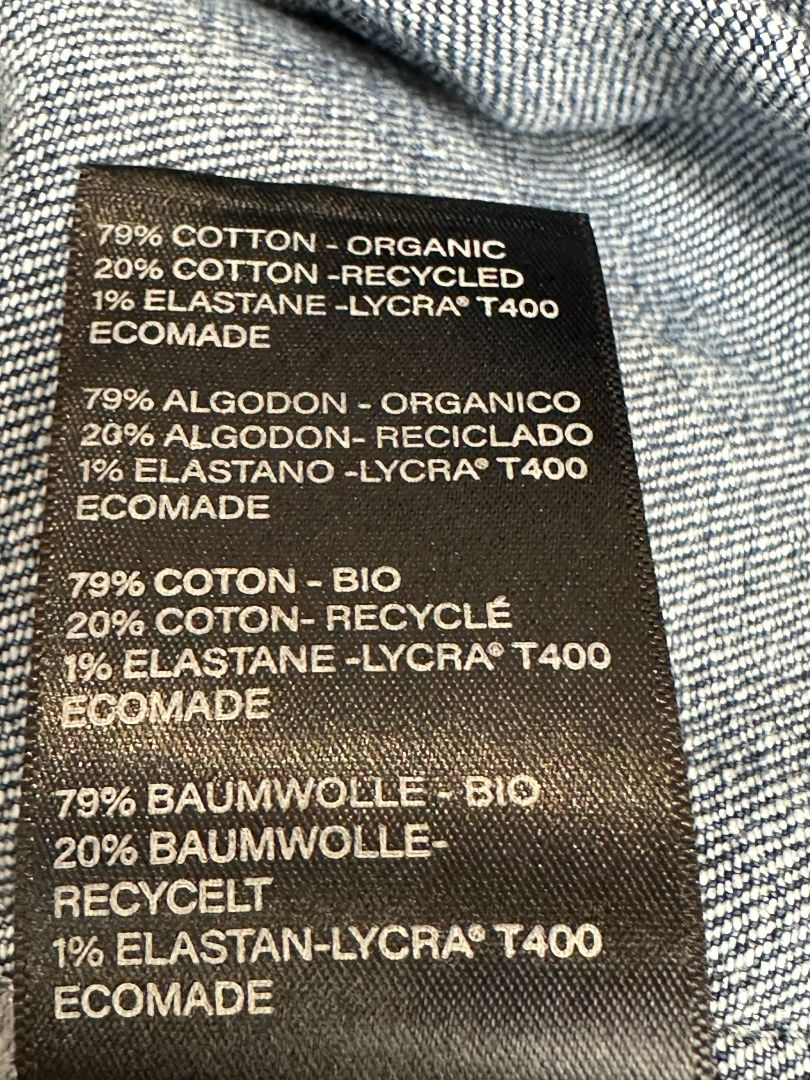 79% COTTON - ORGANIC
20% COTTON -RECYCLED
1% ELASTANE -LYCRA® T400
ECOMADE
79% ALGODON - ORGANICO
20% ALGODON- RECICLADO
1% ELASTANO -LYCRA® T400
ECOMADE
79% COTON - BIO
20% COTON- RECYCLÉ
1% ELASTANE -LYCRA® T400
ECOMADE
79% BAUMWOLLE - BIO
20% BAUMWOLLE-
RECYCELT
1% ELASTAN-LYCRA® T400
ECOMADE